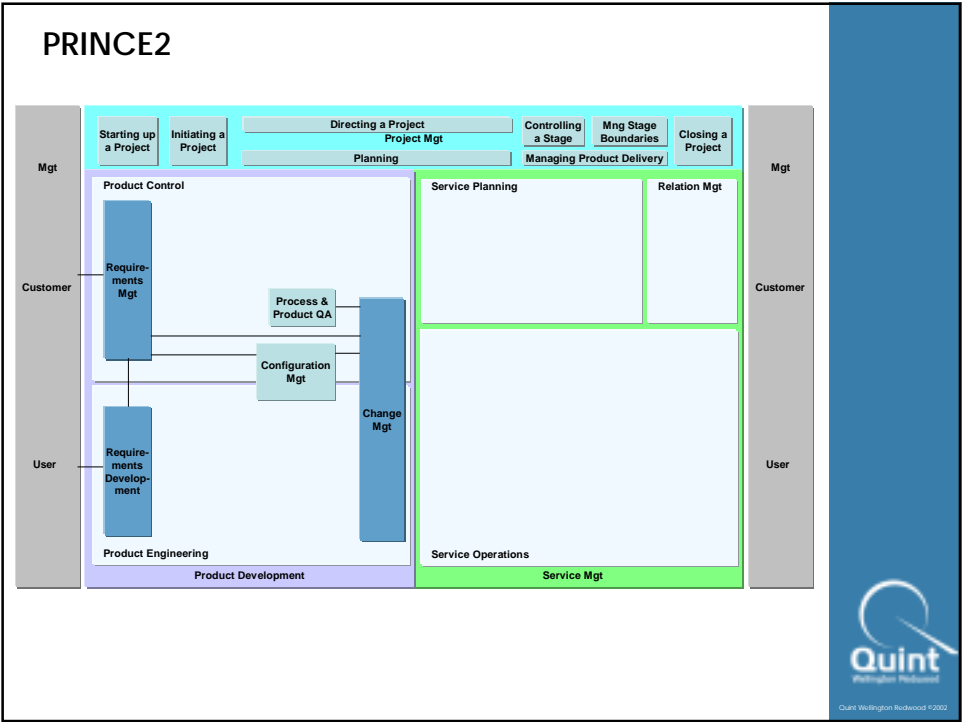 PRINCE2
Starting up
a Project
Initiating a
Project
Directing a Project
Project Mgt
Planning
Controlling
a Stage
Mng Stage
Boundaries
Managing Product Delivery
Closing a
Project
Mgt
Customer
User
Product Control
Require-
ments
Mgt
Process &
Product QA
Configuration
Mgt
Change
Mgt
Require-
ments
Develop-
ment
Product Engineering
Product Development
Service Planning
Relation Mgt
Service Operations
Service Mgt
Mgt
Customer
User
Quint
Wellington Redwood
Quint Wellington Redwood ©2002